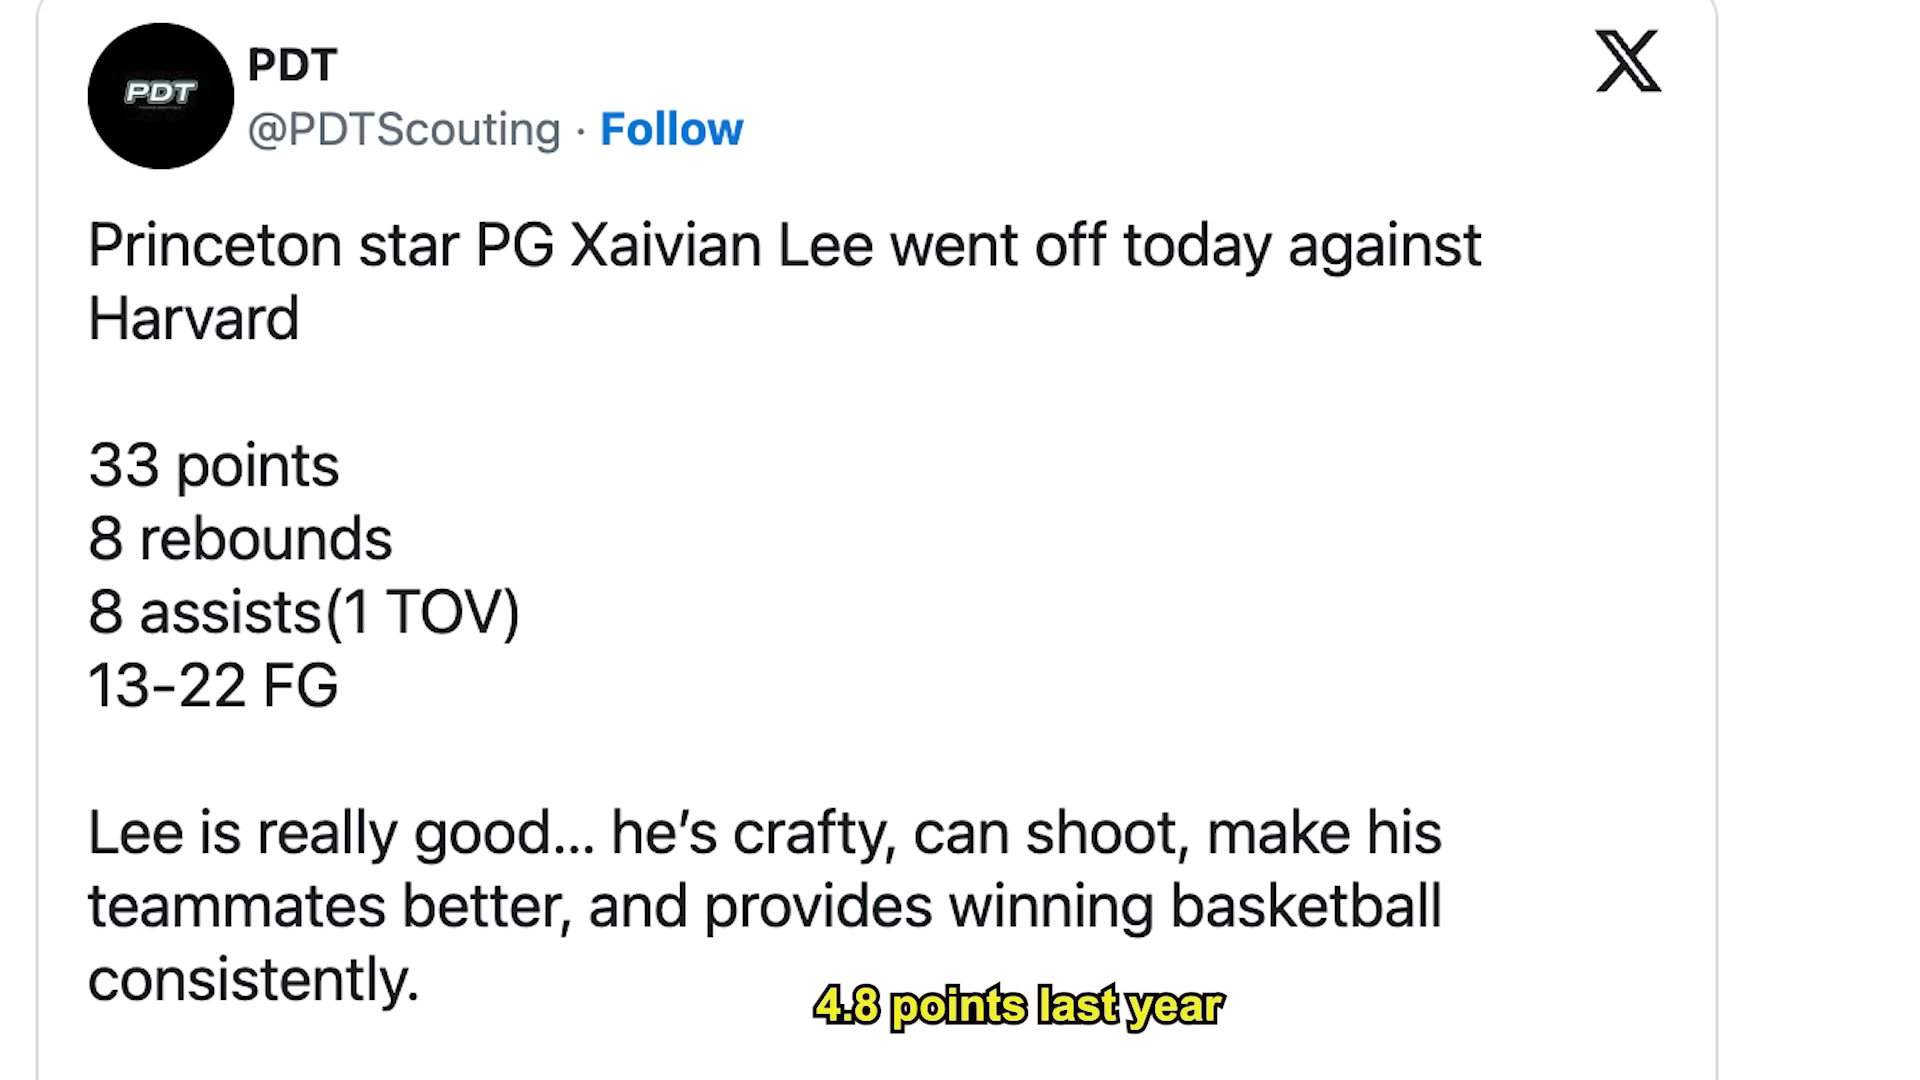 PDT
PDT
@PDTScouting · Follow
Princeton star PG Xaivian Lee went off today against
Harvard
33 points
8 rebounds
8 assists(1 TOV)
13-22 FG
Lee is really good... he’s crafty, can shoot, make his
teammates better, and provides winning basketball
consistently.
4.8 points last year